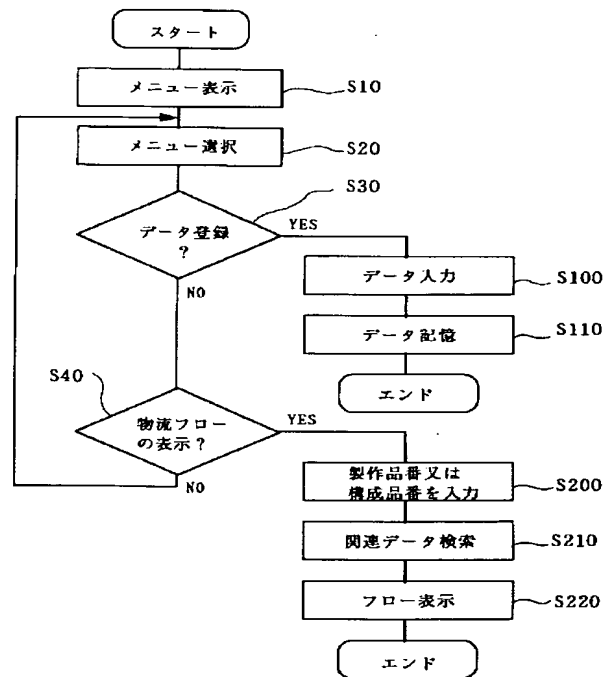 スタート
メニュー表示
S10
メニュー選択
S20
S30
データ登録
?
YES
NO
データ入力
S100
データ記憶
S110
エンド
S40
物流フロー
の表示?
YES
NO
製作品番又は
構成品番を入力
S200
関連データ検索
S210
フロー表示
S220
エンド